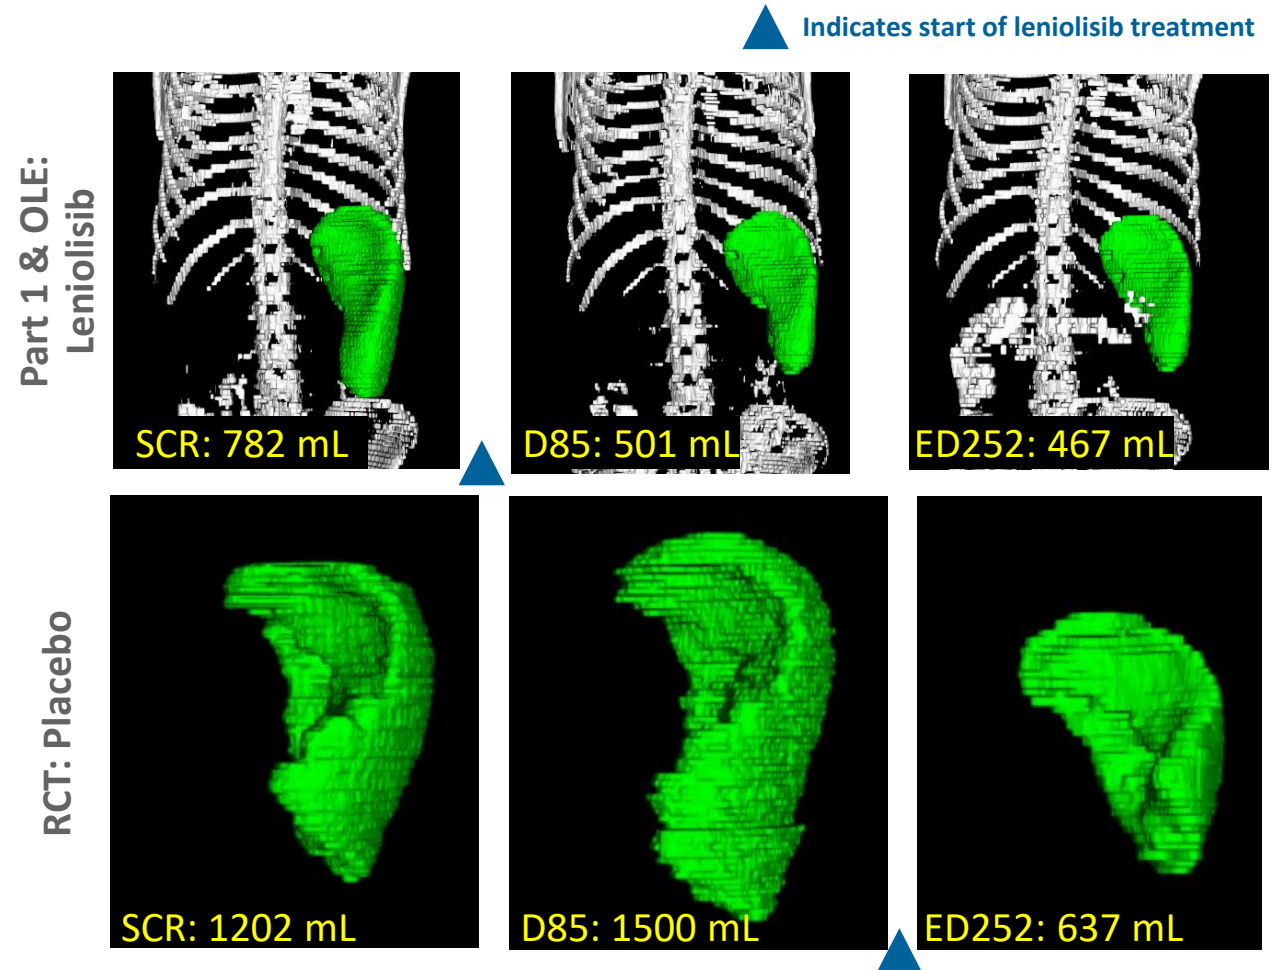 Indicates start of leniolisib treatment
Part 1 & OLE:
Leniolisib
SCR: 782 mL
D85: 501 mL
ED252: 467 mL
RCT: Placebo
SCR: 1202 mL
D85: 1500 mL
ED252: 637 mL